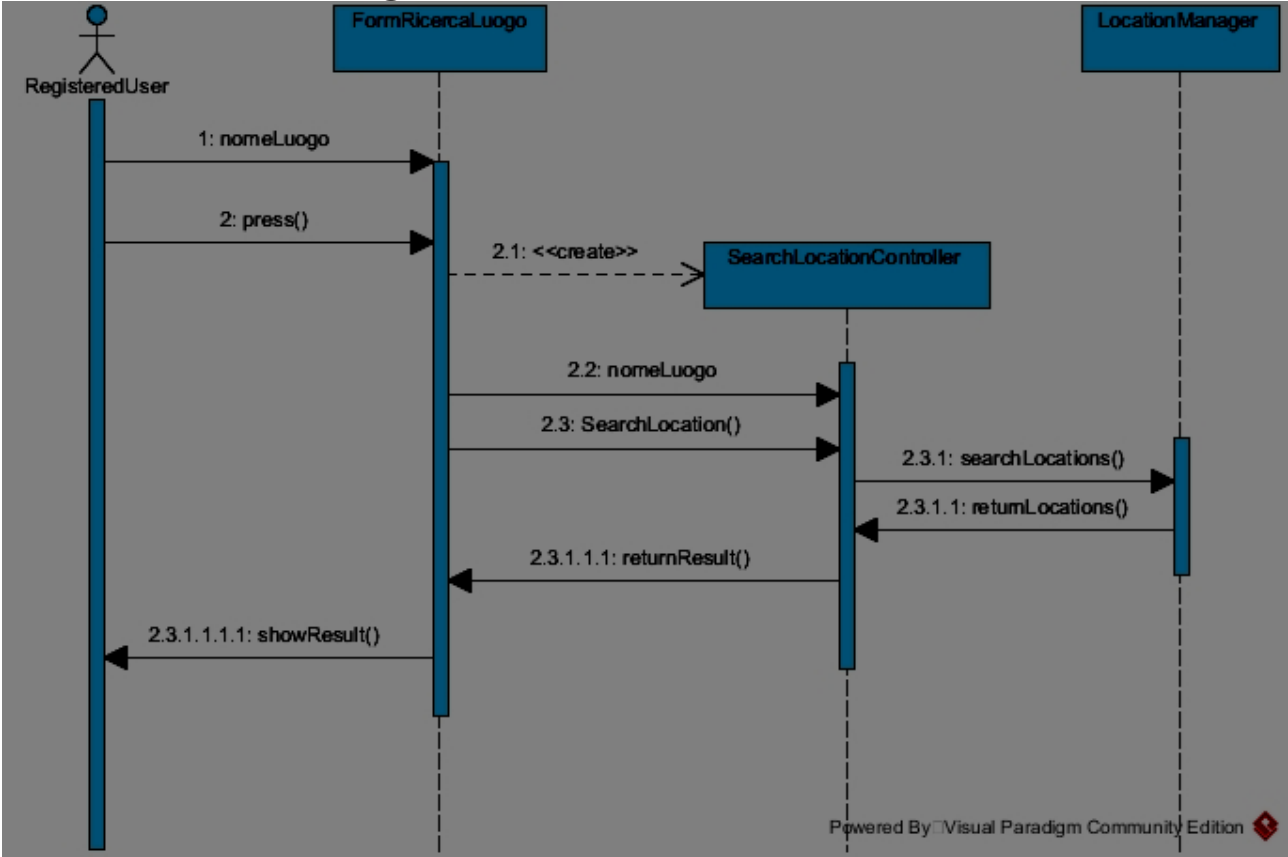 FormRicercaLuogo
LocationManager
RegisteredUser
1: nomeLuogo
2: press()
2.1: <<create>>
SearchLocationController
2.2: nomeLuogo
2.3: SearchLocation()
2.3.1: searchLocations()
2.3.1.1: returnLocations()
2.3.1.1.1: returnResult()
2.3.1.1.1.1: showResult()
Powered By Visual Paradigm Community Edition